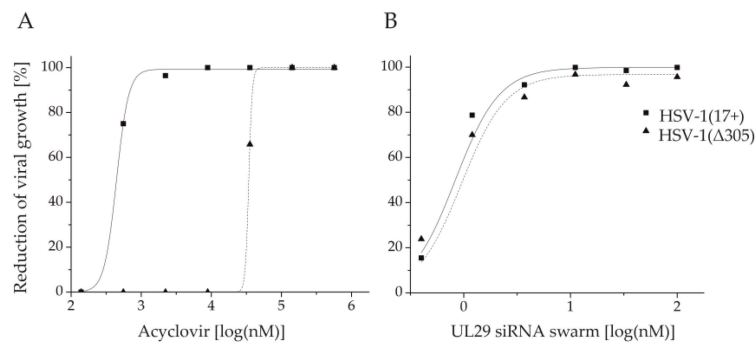 A
B
Reduction of viral growth [%]
100
80
60
40
20
0
2
3
4
5
6
Acyclovir [log(nM)]
100
80
60
40
20
0
0
1
2
UL29 siRNA swarm [log(nM)]
HSV-1(17+)
HSV-1(Δ305)